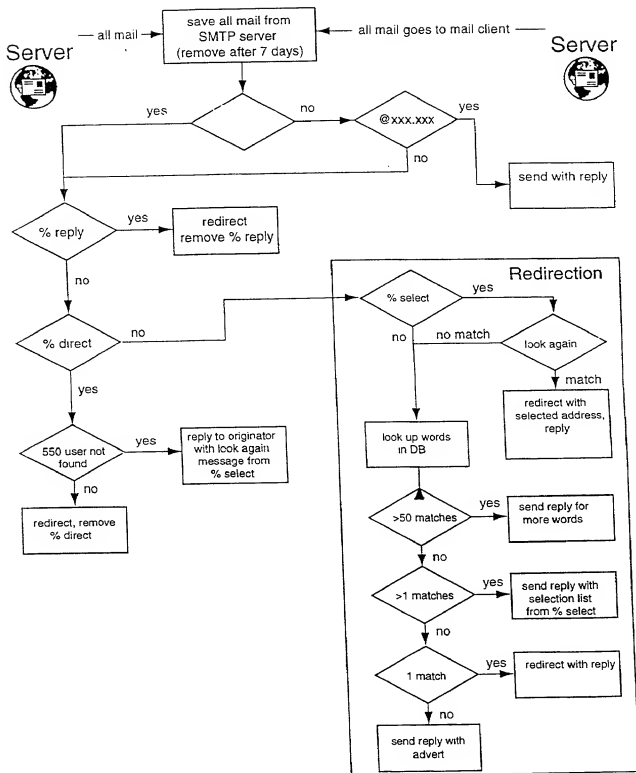 save all mail from
SMTP server
(remove after 7 days)
all mail
all mail goes to mail client
Server
Server
yes
no
@xxx.xxx
yes
no
send with reply
% reply
yes
redirect
remove % reply
no
% direct
no
yes
550 user not
found
yes
reply to originator
with look again
message from
% select
no
redirect, remove
% direct
Redirection
% select
yes
no
no match
look again
match
redirect with
selected address,
reply
look up words
in DB
>50 matches
yes
send reply for
more words
no
>1 matches
yes
send reply with
selection list
from % select
no
1 match
yes
redirect with reply
no
send reply with
advert